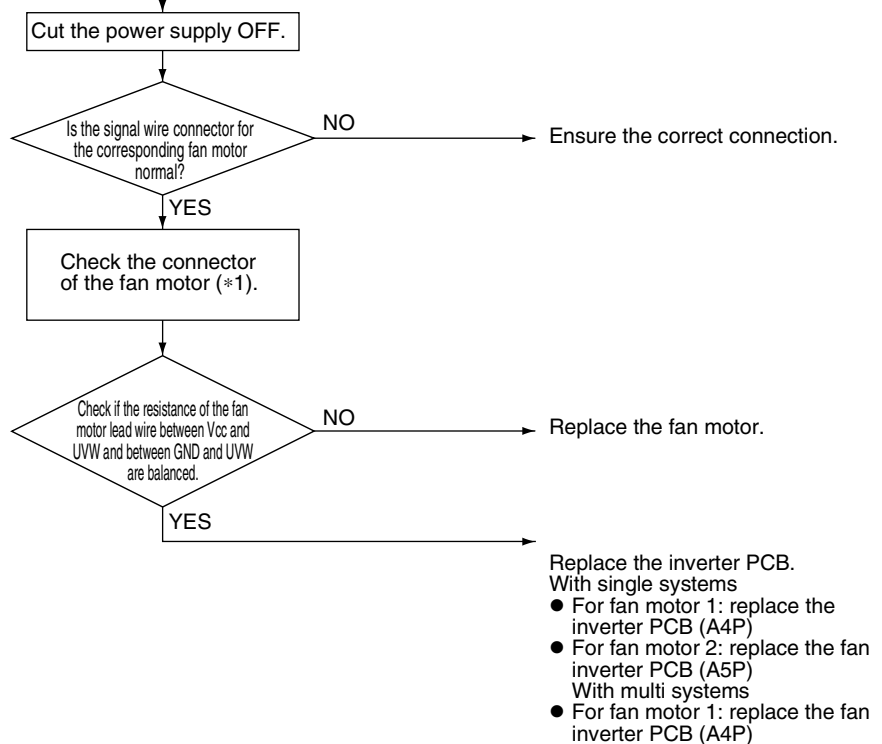 Cut the power supply OFF.
Is the signal wire connector for
the corresponding fan motor
normal?
NO
Ensure the correct connection.
YES
Check the connector
of the fan motor (*1).
Check if the resistance of the fan
motor lead wire between Vcc and
UVW and between GND and UVW
are balanced.
NO
Replace the fan motor.
YES
Replace the inverter PCB.
With single systems
● For fan motor 1: replace the
inverter PCB (A4P)
● For fan motor 2: replace the fan
inverter PCB (A5P)
With multi systems
● For fan motor 1: replace the fan
inverter PCB (A4P)